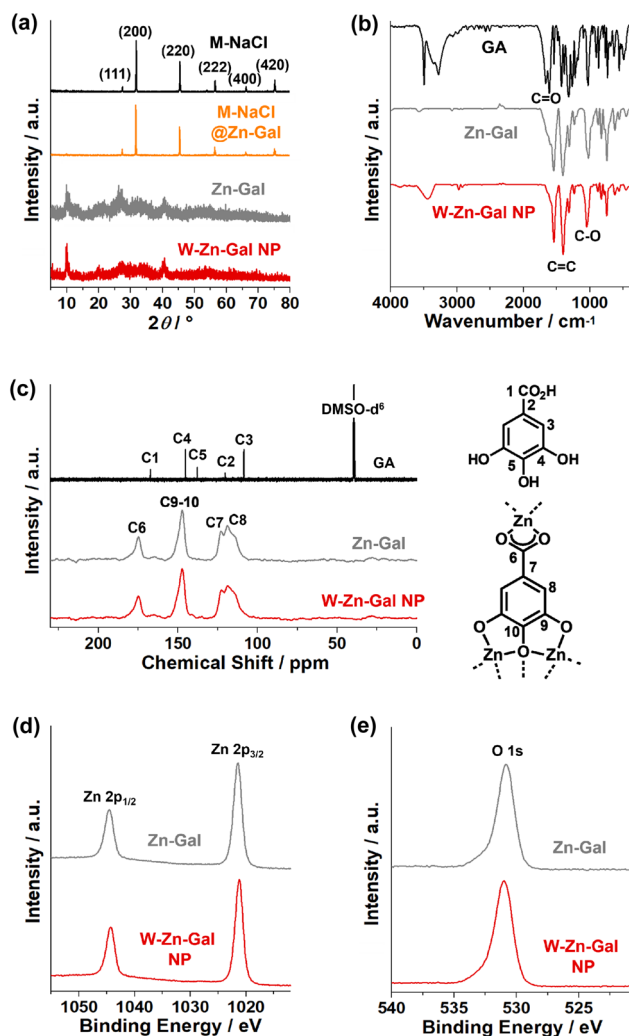 (a)
(200)
M-NaCl
(111)
(220)
(222)
(400)
(420)
M-NaCl
@Zn-Gal
Zn-Gal
W-Zn-Gal NP
Intensity / a.u.
10 20 30 40 50 60 70 80
2θ / °
(b)
GA
C=O
Zn-Gal
W-Zn-Gal NP
C-O
C=C
Intensity / a.u.
4000 3000 2000 1000
Wavenumber / cm-1
(c)
DMSO-d6
C1
C4
C5
C2
C3
GA
C6
C9-10
C7
C8
Zn-Gal
W-Zn-Gal NP
Intensity / a.u.
200 150 100 50 0
Chemical Shift / ppm
1 CO2H
2
3
HO 5 4 OH
OH
Zn
O O
6
7
8
10 9
O O O
Zn Zn
(d)
Zn 2p3/2
Zn 2p1/2
Zn-Gal
W-Zn-Gal
NP
Intensity / a.u.
1050 1040 1030 1020
Binding Energy / eV
(e)
O 1s
Zn-Gal
W-Zn-Gal
NP
Intensity / a.u.
540 535 530 525
Binding Energy / eV